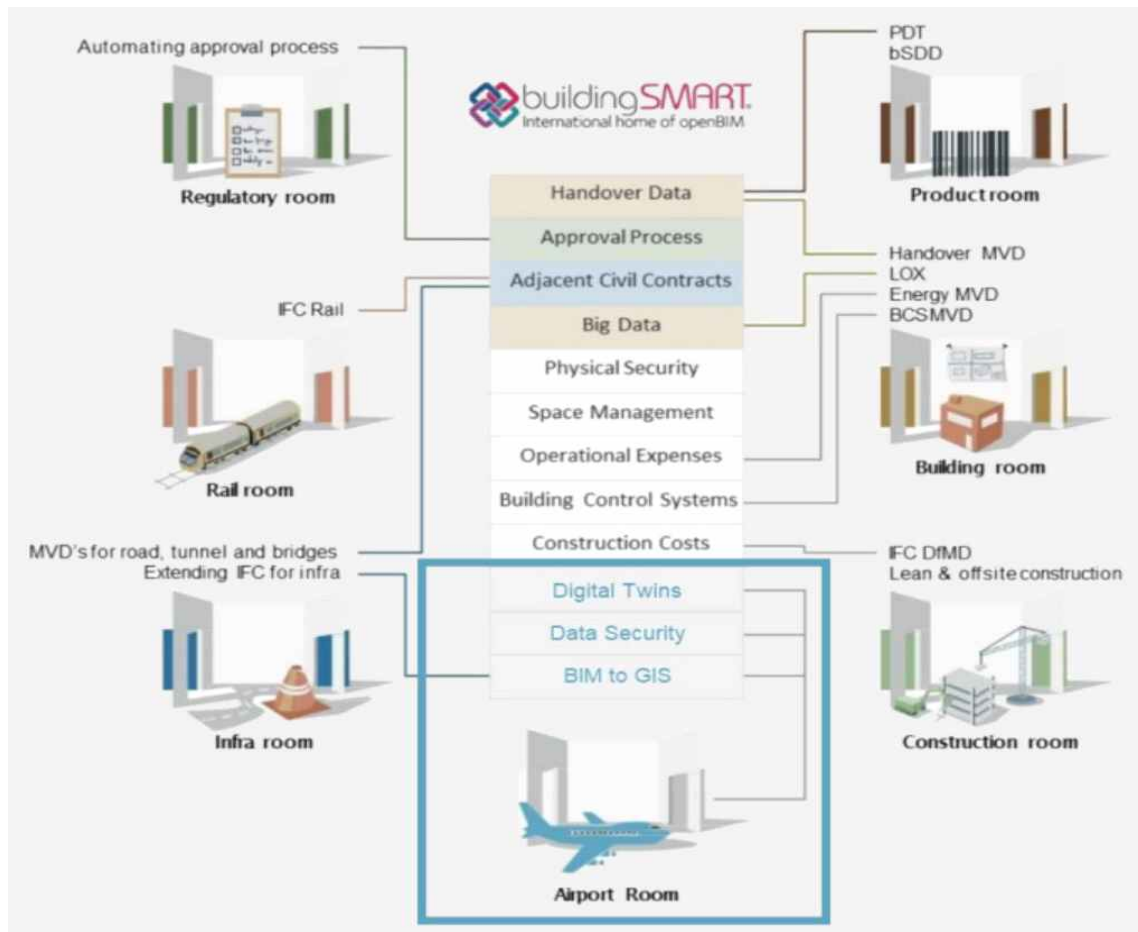 Automating approval process
Regulatory room
IFC Rail
Rail room
MVD's for road, tunnel and bridges
Extending IFC for infra
Infra room
buildingSMART®
International home of openBIM
Handover Data
Approval Process
Adjacent Civil Contracts
Big Data
Physical Security
Space Management
Operational Expenses
Building Control Systems
Construction Costs
Digital Twins
Data Security
BIM to GIS
Airport Room
PDT
bSDD
Product room
Handover MVD
LOX
Energy MVD
BCSMVD
Building room
IFC DfMD
Lean & offsite construction
Construction room